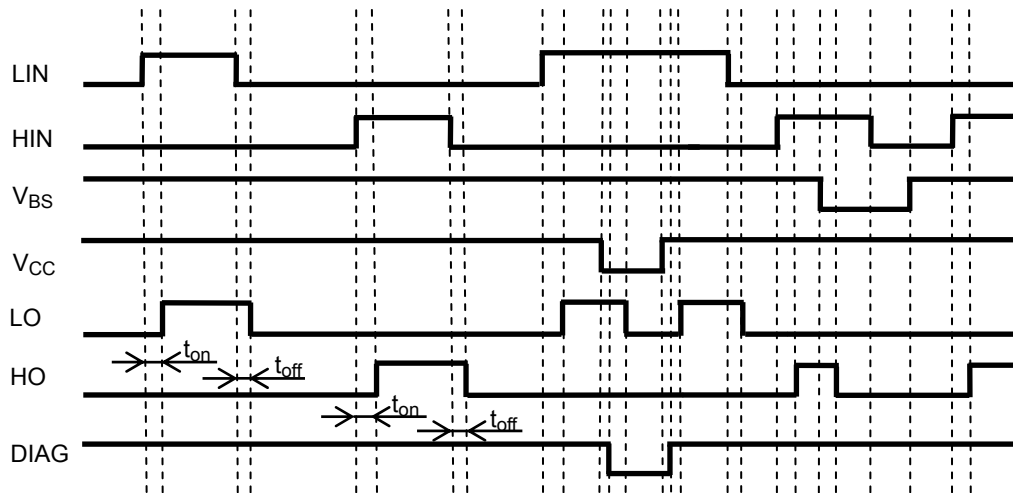 LIN
HIN
VBS
VCC
LO
ton
toff
HO
ton
toff
DIAG